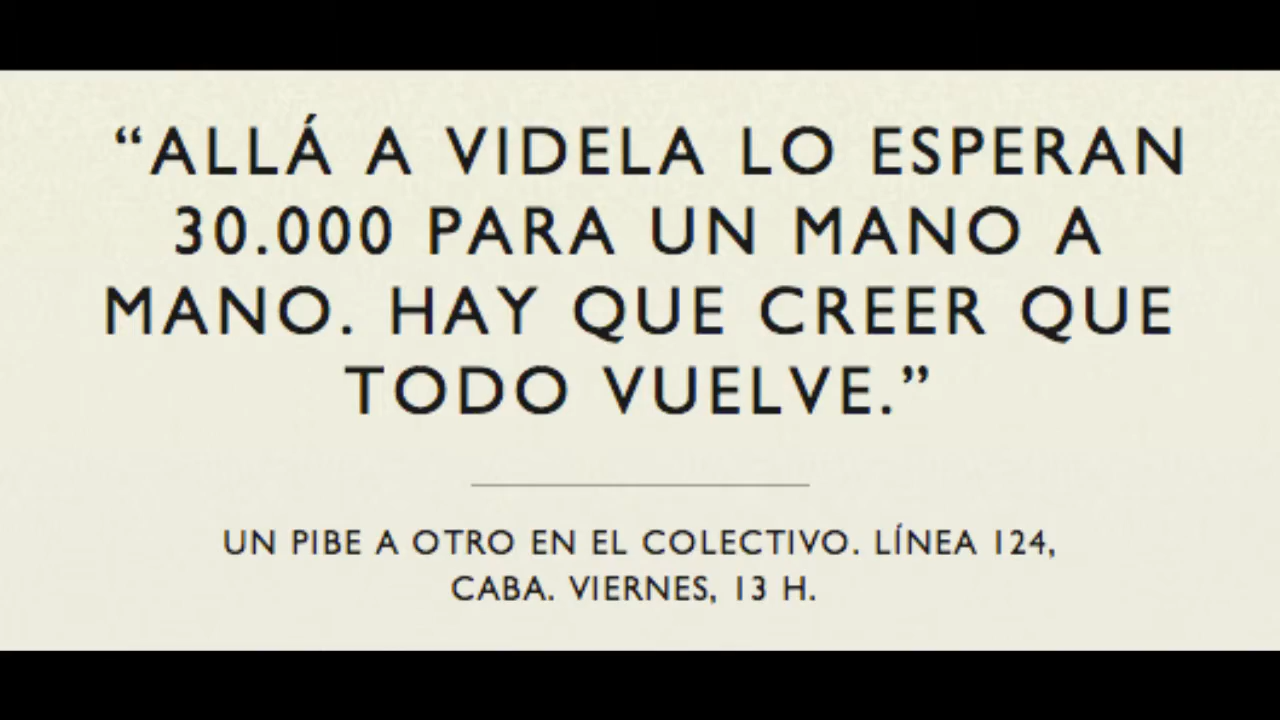 “ALLÁ A VIDELA LO ESPERAN
30.000 PARA UN MANO A
MANO. HAY QUE CREER QUE
TODO VUELVE.”
UN PIBE A OTRO EN EL COLECTIVO. LÍNEA 124,
CABA. VIERNES, 13 H.